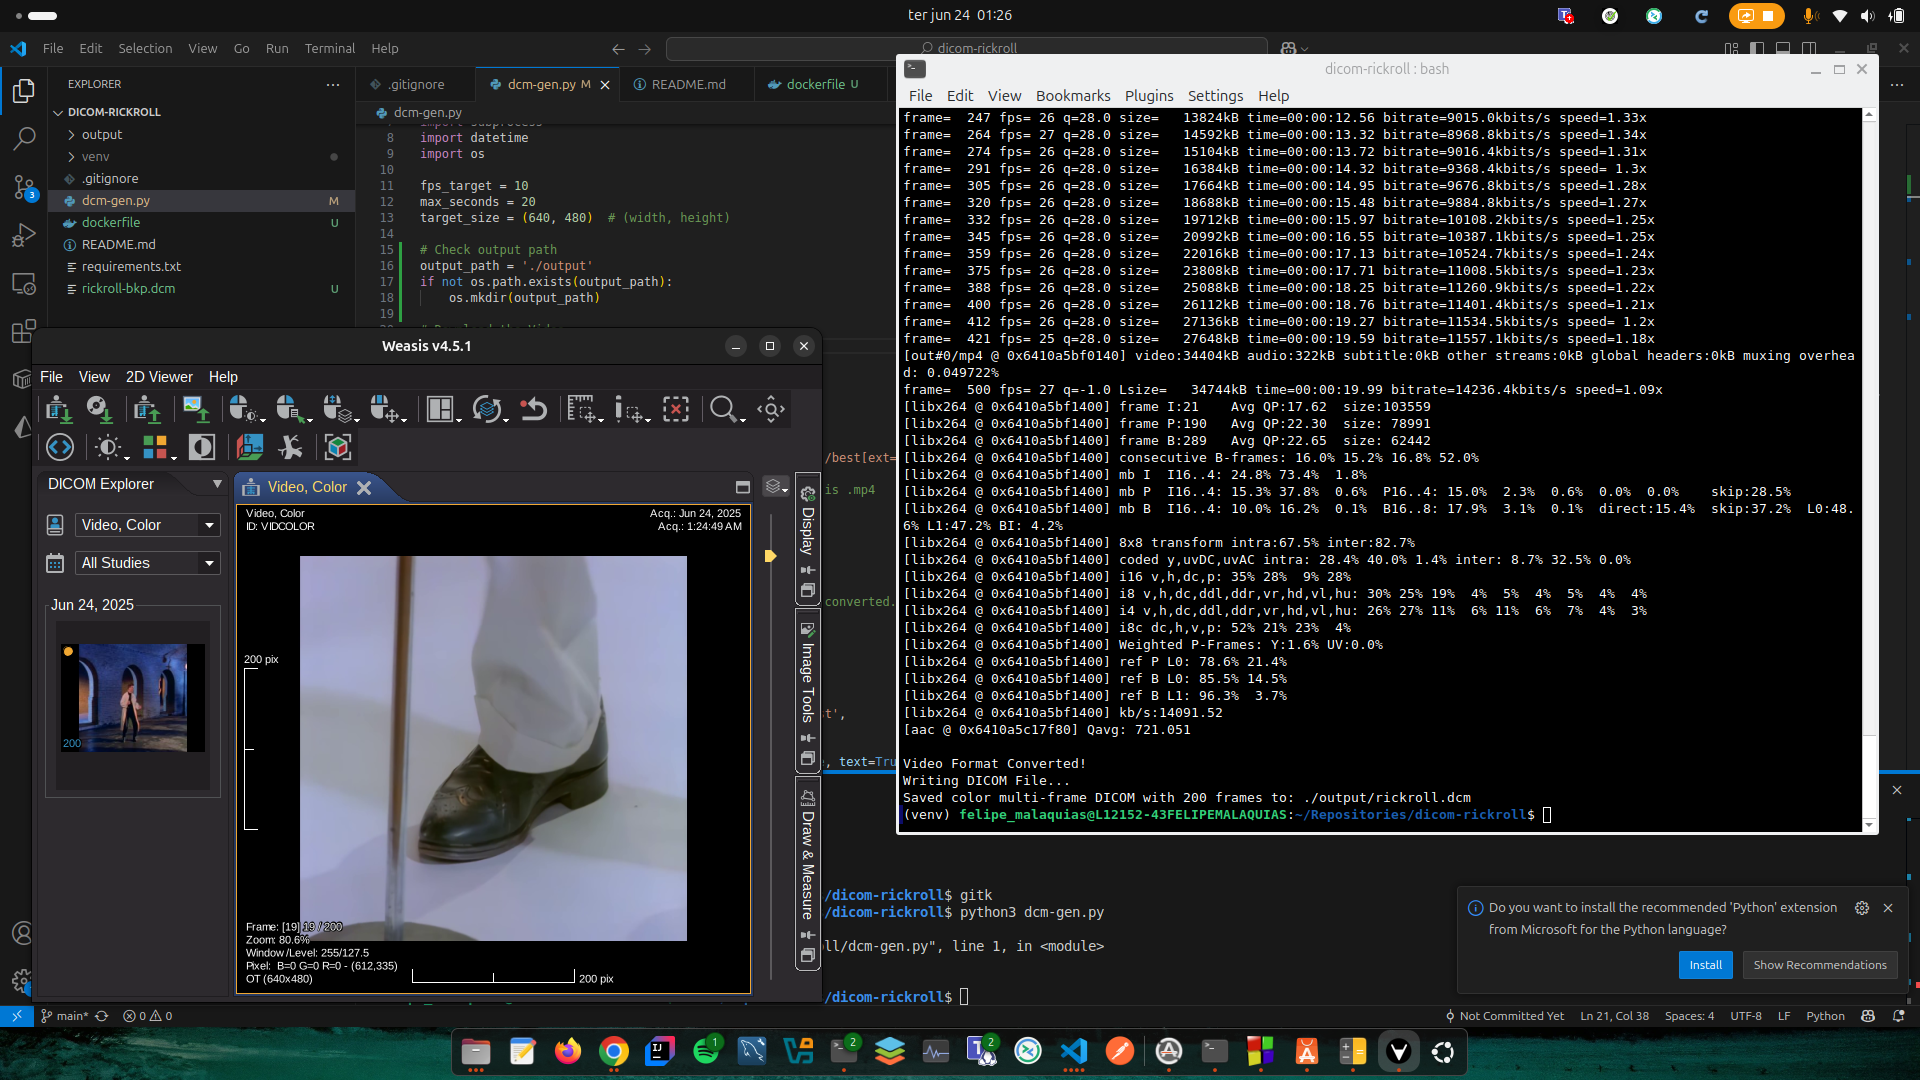 ter jun 24 01:26
File Edit Selection View Go Run Terminal Help
dicom-rickroll
EXPLORER
DICOM-RICKROLL
output
venv
.gitignore
dcm-gen.py M
dockerfile U
README.md
requirements.txt
rickroll-bkp.dcm U
.gitignore
dcm-gen.py M
README.md
dockerfile U
dcm-gen.py
8 import datetime
9 import os
10
11 fps_target = 10
12 max_seconds = 20
13 target_size = (640, 480) # (width, height)
14
15 # Check output path
16 output_path = './output'
17 if not os.path.exists(output_path):
18 os.mkdir(output_path)
19
/best[ext=
is .mp4
converted.
t',
, text=Tru
/dicom-rickroll$ gitk
/dicom-rickroll$ python3 dcm-gen.py
ll/dcm-gen.py", line 1, in <module>
/dicom-rickroll$
Weasis v4.5.1
File View 2D Viewer Help
DICOM Explorer
Video, Color
All Studies
Jun 24, 2025
200
Video, Color
Video, Color
ID: VIDCOLOR
Acq.: Jun 24, 2025
Acq.: 1:24:49 AM
200 pix
Frame: [19] 19 / 200
Zoom: 80.6%
Window /Level: 255/127.5
Pixel: B=0 G=0 R=0 - (612,335)
OT (640x480)
200 pix
Display
Image Tools
Draw & Measure
dicom-rickroll : bash
File Edit View Bookmarks Plugins Settings Help
frame= 247 fps= 26 q=28.0 size= 13824kB time=00:00:12.56 bitrate=9015.0kbits/s speed=1.33x
frame= 264 fps= 27 q=28.0 size= 14592kB time=00:00:13.32 bitrate=8968.8kbits/s speed=1.34x
frame= 274 fps= 26 q=28.0 size= 15104kB time=00:00:13.72 bitrate=9016.4kbits/s speed=1.31x
frame= 291 fps= 26 q=28.0 size= 16384kB time=00:00:14.32 bitrate=9368.4kbits/s speed= 1.3x
frame= 305 fps= 26 q=28.0 size= 17664kB time=00:00:14.95 bitrate=9676.8kbits/s speed=1.28x
frame= 320 fps= 26 q=28.0 size= 18688kB time=00:00:15.48 bitrate=9884.8kbits/s speed=1.27x
frame= 332 fps= 26 q=28.0 size= 19712kB time=00:00:15.97 bitrate=10108.2kbits/s speed=1.25x
frame= 345 fps= 26 q=28.0 size= 20992kB time=00:00:16.55 bitrate=10387.1kbits/s speed=1.25x
frame= 359 fps= 26 q=28.0 size= 22016kB time=00:00:17.13 bitrate=10524.7kbits/s speed=1.24x
frame= 375 fps= 26 q=28.0 size= 23808kB time=00:00:17.71 bitrate=11008.5kbits/s speed=1.23x
frame= 388 fps= 26 q=28.0 size= 25088kB time=00:00:18.25 bitrate=11260.9kbits/s speed=1.22x
frame= 400 fps= 26 q=28.0 size= 26112kB time=00:00:18.76 bitrate=11401.4kbits/s speed=1.21x
frame= 412 fps= 26 q=28.0 size= 27136kB time=00:00:19.27 bitrate=11534.5kbits/s speed= 1.2x
frame= 421 fps= 25 q=28.0 size= 27648kB time=00:00:19.59 bitrate=11557.1kbits/s speed=1.18x
[out#0/mp4 @ 0x6410a5bf0140] video:34404kB audio:322kB subtitle:0kB other streams:0kB global headers:0kB muxing overhea
d: 0.049722%
frame= 500 fps= 27 q=-1.0 Lsize= 34744kB time=00:00:19.99 bitrate=14236.4kbits/s speed=1.09x
[libx264 @ 0x6410a5bf1400] frame I:21 Avg QP:17.62 size:103559
[libx264 @ 0x6410a5bf1400] frame P:190 Avg QP:22.30 size: 78991
[libx264 @ 0x6410a5bf1400] frame B:289 Avg QP:22.65 size: 62442
[libx264 @ 0x6410a5bf1400] consecutive B-frames: 16.0% 15.2% 16.8% 52.0%
[libx264 @ 0x6410a5bf1400] mb I I16..4: 24.8% 73.4% 1.8%
[libx264 @ 0x6410a5bf1400] mb P I16..4: 15.3% 37.8% 0.6% P16..4: 15.0% 2.3% 0.6% 0.0% 0.0% skip:28.5%
[libx264 @ 0x6410a5bf1400] mb B I16..4: 10.0% 16.2% 0.1% B16..8: 17.9% 3.1% 0.1% direct:15.4% skip:37.2% L0:48.
6% L1:47.2% BI: 4.2%
[libx264 @ 0x6410a5bf1400] 8x8 transform intra:67.5% inter:82.7%
[libx264 @ 0x6410a5bf1400] coded y,uvDC,uvAC intra: 28.4% 40.0% 1.4% inter: 8.7% 32.5% 0.0%
[libx264 @ 0x6410a5bf1400] i16 v,h,dc,p: 35% 28% 9% 28%
[libx264 @ 0x6410a5bf1400] i8 v,h,dc,ddl,ddr,vr,hd,vl,hu: 30% 25% 19% 4% 5% 4% 5% 4% 4%
[libx264 @ 0x6410a5bf1400] i4 v,h,dc,ddl,ddr,vr,hd,vl,hu: 26% 27% 11% 6% 11% 6% 7% 4% 3%
[libx264 @ 0x6410a5bf1400] i8c dc,h,v,p: 52% 21% 23% 4%
[libx264 @ 0x6410a5bf1400] Weighted P-Frames: Y:1.6% UV:0.0%
[libx264 @ 0x6410a5bf1400] ref P L0: 78.6% 21.4%
[libx264 @ 0x6410a5bf1400] ref B L0: 85.5% 14.5%
[libx264 @ 0x6410a5bf1400] ref B L1: 96.3% 3.7%
[libx264 @ 0x6410a5bf1400] kb/s:14091.52
[aac @ 0x6410a5c17f80] Qavg: 721.051
Video Format Converted!
Writing DICOM File...
Saved color multi-frame DICOM with 200 frames to: ./output/rickroll.dcm
(venv) felipe_malaquias@L12152-43FELIPEMALAQUIAS:~/Repositories/dicom-rickroll$
Do you want to install the recommended 'Python' extension
from Microsoft for the Python language?
Install
Show Recommendations
main* 0 0
Not Committed Yet Ln 21, Col 38 Spaces: 4 UTF-8 LF Python
3
1
2
2